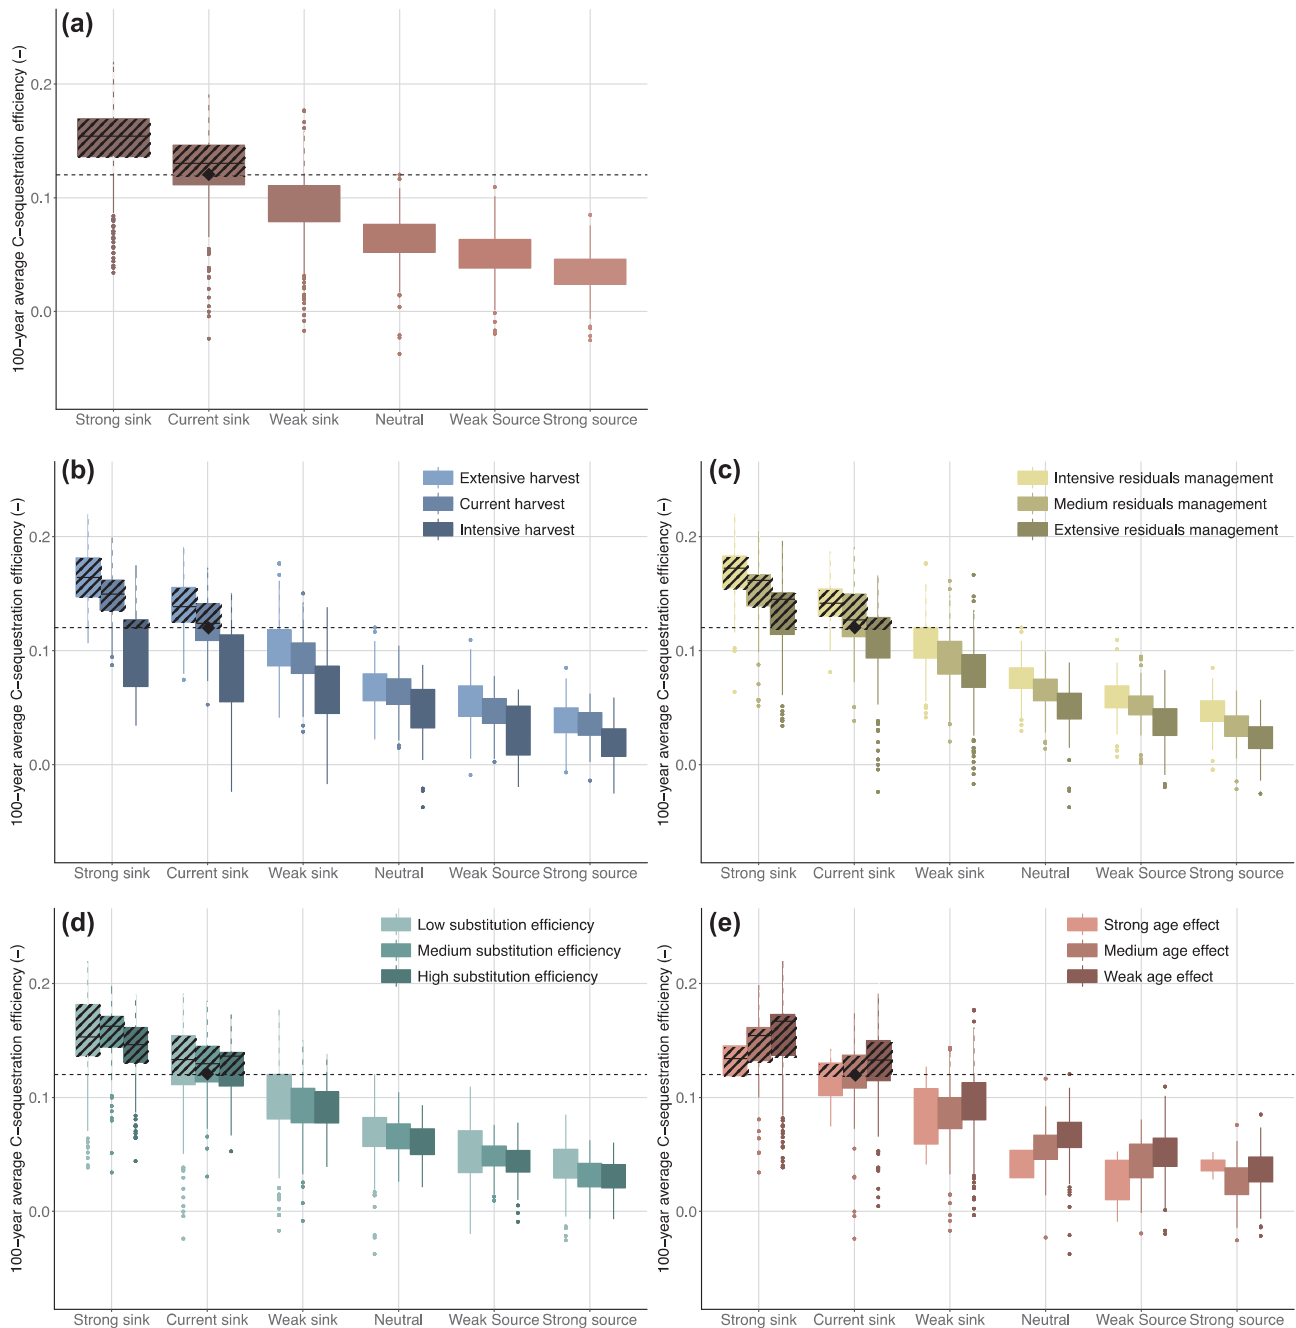 (a)
100−year average C−sequestration efficiency (−)
0.2
0.1
0.0
Strong sink Current sink Weak sink Neutral Weak Source Strong source
(b)
Extensive harvest
Current harvest
Intensive harvest
100−year average C−sequestration efficiency (−)
0.2
0.1
0.0
Strong sink Current sink Weak sink Neutral Weak Source Strong source
(c)
Intensive residuals management
Medium residuals management
Extensive residuals management
100−year average C−sequestration efficiency (−)
0.2
0.1
0.0
Strong sink Current sink Weak sink Neutral Weak Source Strong source
(d)
Low substitution efficiency
Medium substitution efficiency
High substitution efficiency
100−year average C−sequestration efficiency (−)
0.2
0.1
0.0
Strong sink Current sink Weak sink Neutral Weak Source Strong source
(e)
Strong age effect
Medium age effect
Weak age effect
100−year average C−sequestration efficiency (−)
0.2
0.1
0.0
Strong sink Current sink Weak sink Neutral Weak Source Strong source